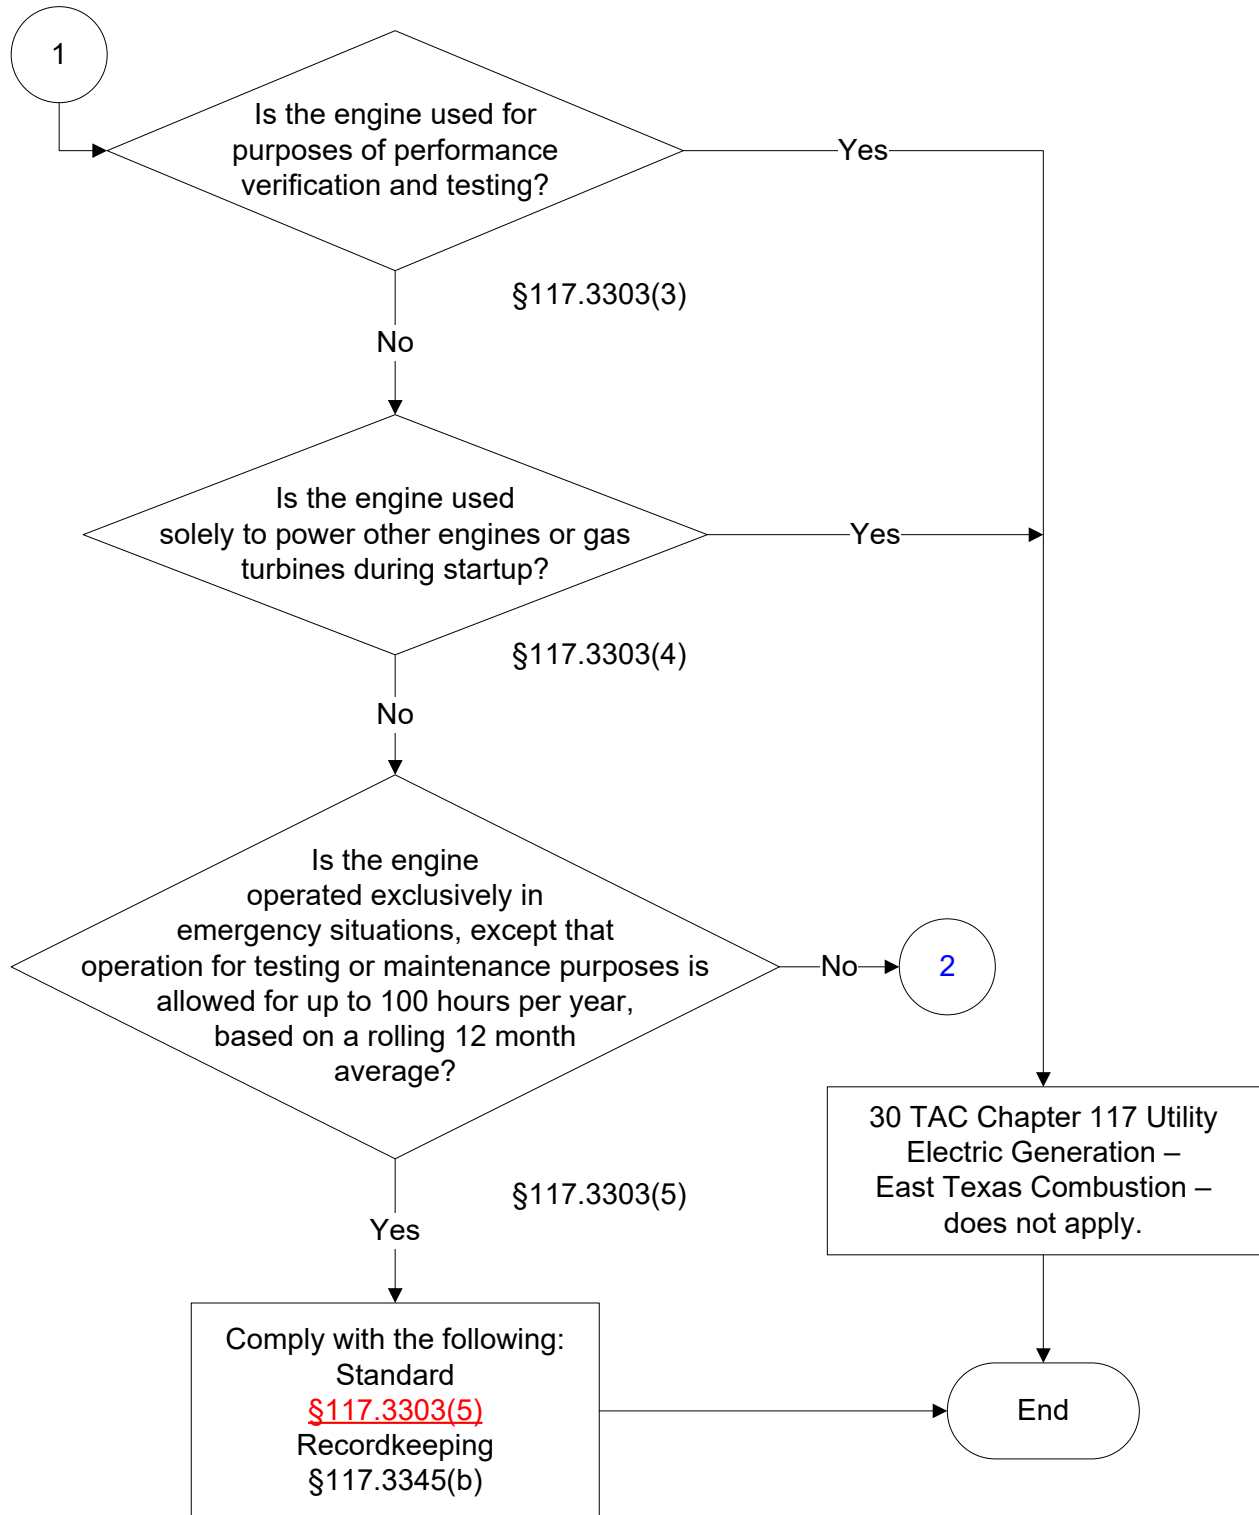 1
Is the engine used for
purposes of performance
verification and testing?
Yes
§117.3303(3)
No
Is the engine used
solely to power other engines or gas
turbines during startup?
Yes
§117.3303(4)
No
Is the engine
operated exclusively in
emergency situations, except that
operation for testing or maintenance purposes is
allowed for up to 100 hours per year,
based on a rolling 12 month
average?
No
2
§117.3303(5)
Yes
30 TAC Chapter 117 Utility
Electric Generation –
East Texas Combustion –
does not apply.
Comply with the following:
Standard
§117.3303(5)
Recordkeeping
§117.3345(b)
End